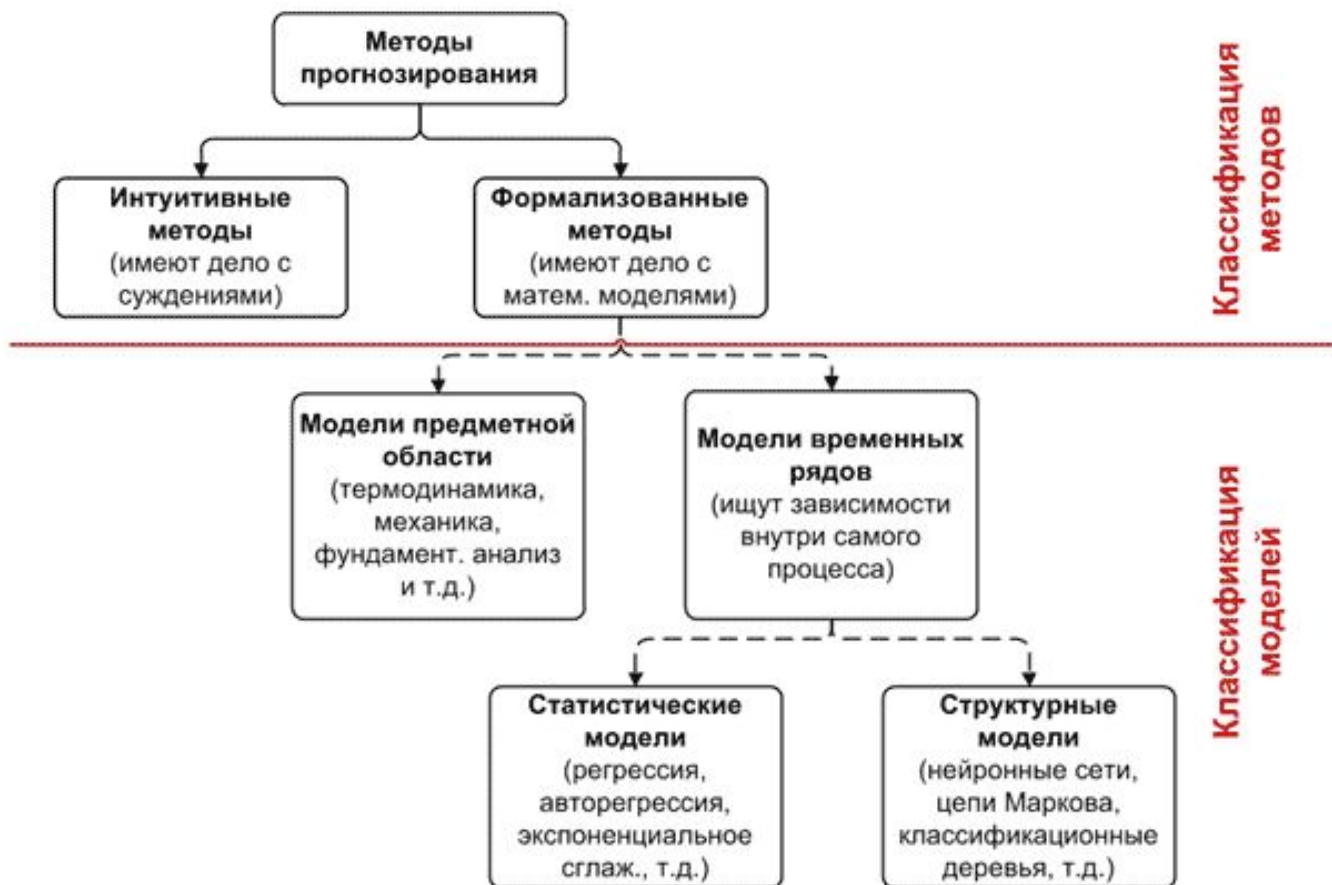 Методы
прогнозирования
Классификация
методов
Интуитивные
методы
(имеют дело с
суждениями)
Формализованные
методы
(имеют дело с
матем. моделями)
Модели предметной
области
(термодинамика,
механика,
фундамент. анализ
и т.д.)
Модели временных
рядов
(ищут зависимости
внутри самого
процесса)
Классификация
моделей
Статистические
модели
(регрессия,
авторегрессия,
экспоненциальное
сглаж., т.д.)
Структурные
модели
(нейронные сети,
цепи Маркова,
классификационные
деревья, т.д.)